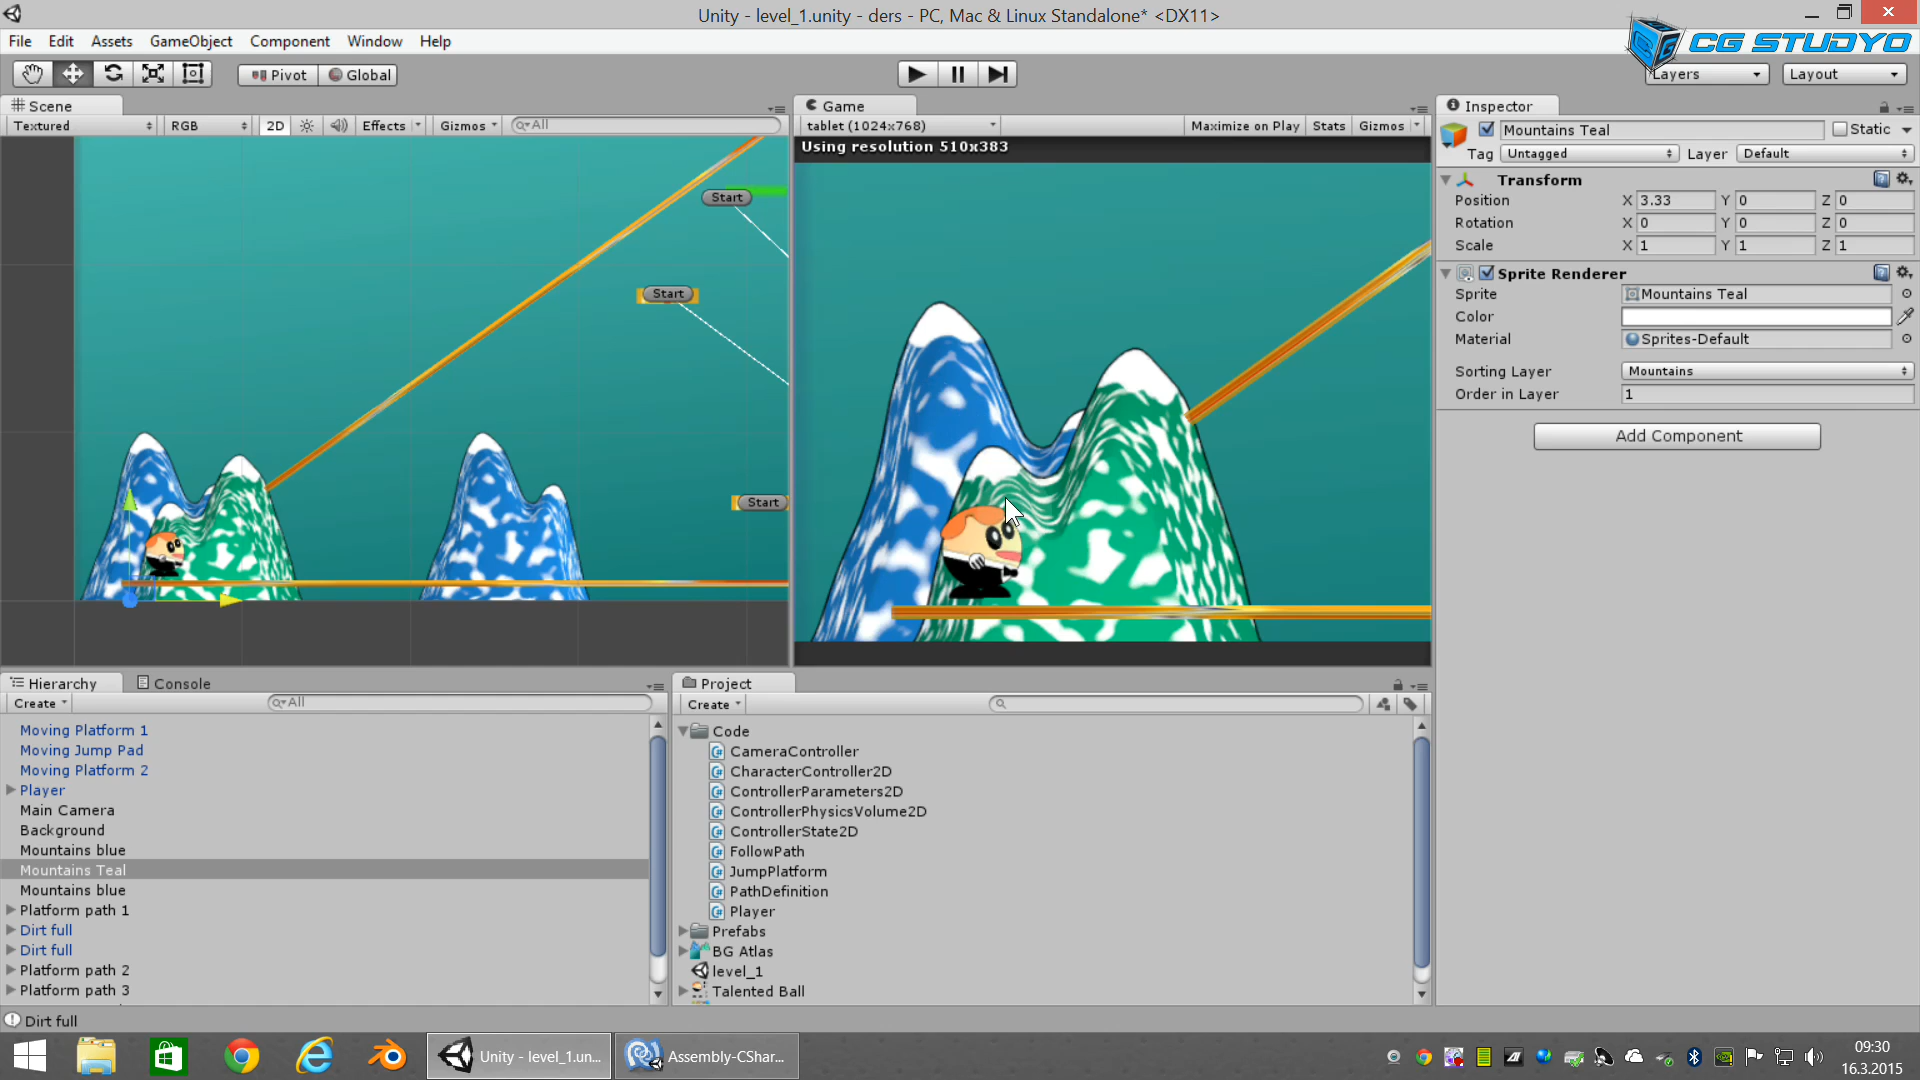 Unity - level_1.unity - ders - PC, Mac & Linux Standalone* <DX11>
File Edit Assets GameObject Component Window Help
CG STUDYO
Pivot Global
Layers Layout
Scene
Textured RGB 2D Effects Gizmos All
Start
Start
Start
Game
tablet (1024x768) Maximize on Play Stats Gizmos
Using resolution 510x383
Inspector
Mountains Teal Static
Tag Untagged Layer Default
Transform
Position X 3.33 Y 0 Z 0
Rotation X 0 Y 0 Z 0
Scale X 1 Y 1 Z 1
Sprite Renderer
Sprite Mountains Teal
Color
Material Sprites-Default
Sorting Layer Mountains
Order in Layer 1
Add Component
Hierarchy Console
Create All
Moving Platform 1
Moving Jump Pad
Moving Platform 2
Player
Main Camera
Background
Mountains blue
Mountains Teal
Mountains blue
Platform path 1
Dirt full
Dirt full
Platform path 2
Platform path 3
Project
Create
Code
CameraController
CharacterController2D
ControllerParameters2D
ControllerPhysicsVolume2D
ControllerState2D
FollowPath
JumpPlatform
PathDefinition
Player
Prefabs
BG Atlas
level_1
Talented Ball
Dirt full
Unity - level_1.un...
Assembly-CShar...
09:30
16.3.2015